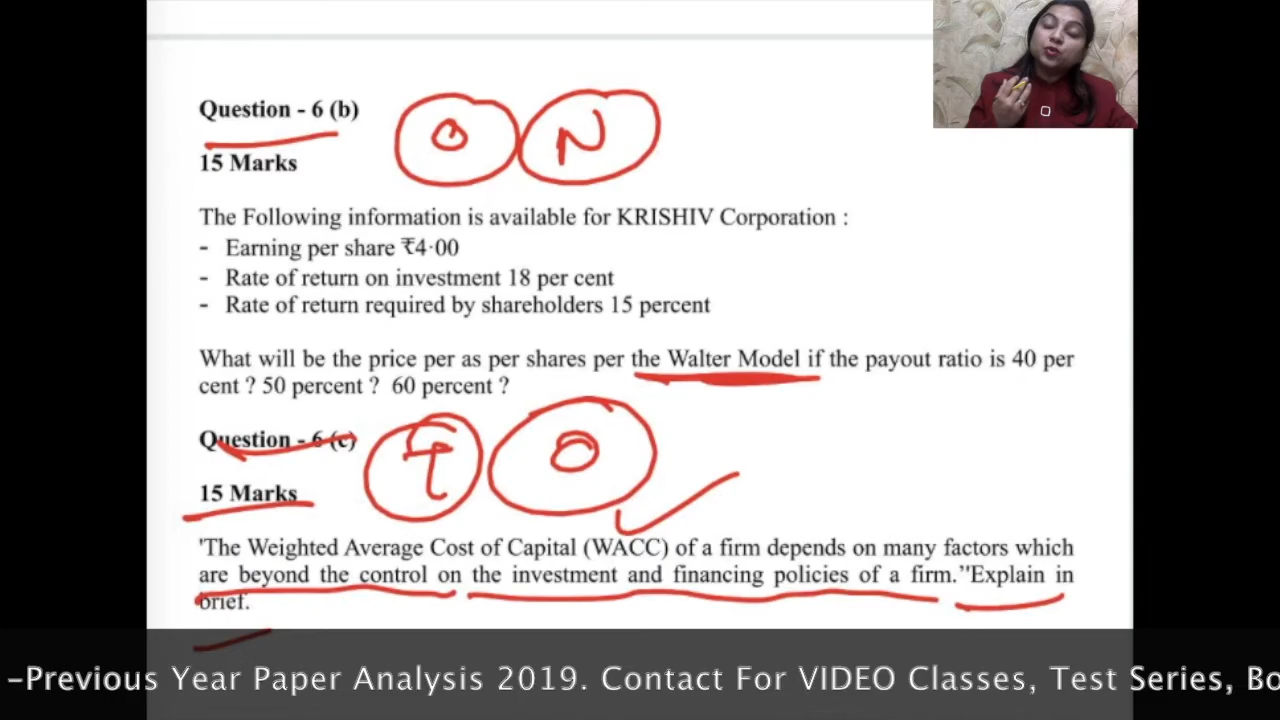 Question - 6 (b)
O N
15 Marks
The Following information is available for KRISHIV Corporation :
- Earning per share ₹4·00
- Rate of return on investment 18 per cent
- Rate of return required by shareholders 15 percent
What will be the price per as per shares per the Walter Model if the payout ratio is 40 per
cent ? 50 percent ? 60 percent ?
Question - 6 (c)
T O
15 Marks
'The Weighted Average Cost of Capital (WACC) of a firm depends on many factors which
are beyond the control on the investment and financing policies of a firm."Explain in
brief.
-Previous Year Paper Analysis 2019. Contact For VIDEO Classes, Test Series, Bo